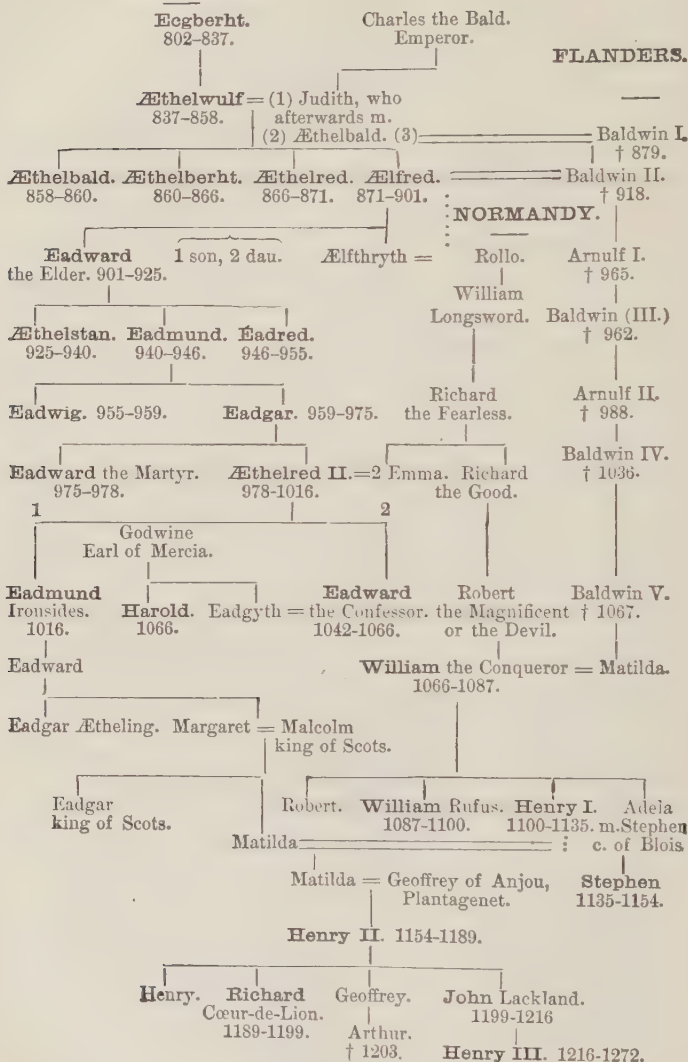 Ecgberht. Charles the Bald.
802-837. Emperor.
FLANDERS.
Æthelwulf = (1) Judith, who
837-858. afterwards m.
(2) Æthelbald. (3) Baldwin I.
† 879.
Æthelbald. Æthelberht. Æthelred. Ælfred. Baldwin II.
858-860. 860-866. 866-871. 871-901. † 918.
NORMANDY.
Eadward 1 son, 2 dau. Ælfthryth = Rollo. Arnulf I.
the Elder. 901-925. † 965.
William
Longsword. Baldwin (III.)
Æthelstan. Eadmund. Eadred. † 962.
925-940. 940-946. 946-955.
Richard Arnulf II.
Eadwig. 955-959. Eadgar. 959-975. the Fearless. † 988.
Baldwin IV.
Eadward the Martyr. Æthelred II.=2 Emma. Richard † 1036.
975-978. 978-1016. the Good.
1 2
Godwine
Earl of Mercia.
Eadmund Eadward Robert Baldwin V.
Ironsides. Harold. Eadgyth = the Confessor. the Magnificent † 1067.
1016. 1066. 1042-1066. or the Devil.
Eadward William the Conqueror = Matilda.
1066-1087.
Eadgar Ætheling. Margaret = Malcolm
king of Scots.
Eadgar Robert. William Rufus. Henry I. Adela
king of Scots. 1087-1100. 1100-1135. m. Stephen
Matilda c. of Blois
Matilda = Geoffrey of Anjou, Stephen
Plantagenet. 1135-1154.
Henry II. 1154-1189.
Henry. Richard Geoffrey. John Lackland.
Cœur-de-Lion. 1199-1216
1189-1199. Arthur.
† 1203. Henry III. 1216-1272.